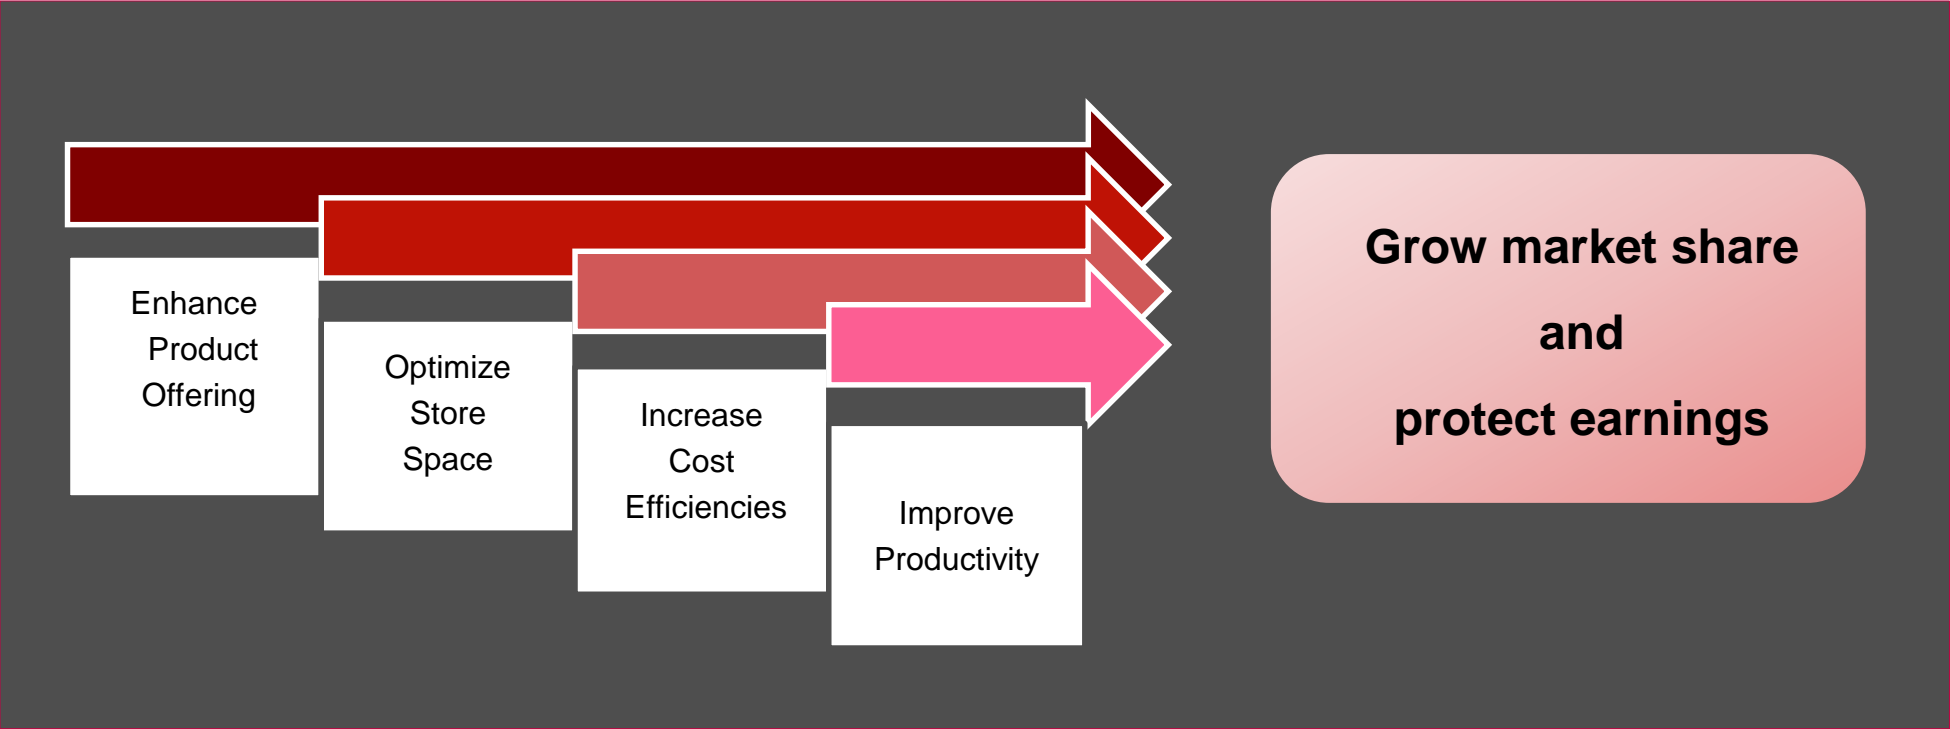 Enhance
Product
Offering
Optimize
Store
Space
Increase
Cost
Efficiencies
Improve
Productivity
Grow market share
and
protect earnings